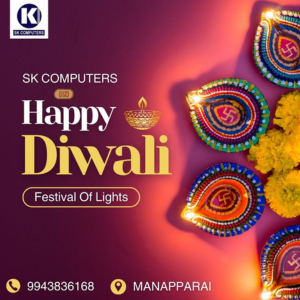 SK COMPUTERS
SK COMPUTERS
Happy
Diwali
Festival Of Lights
9943836168
MANAPPARAI